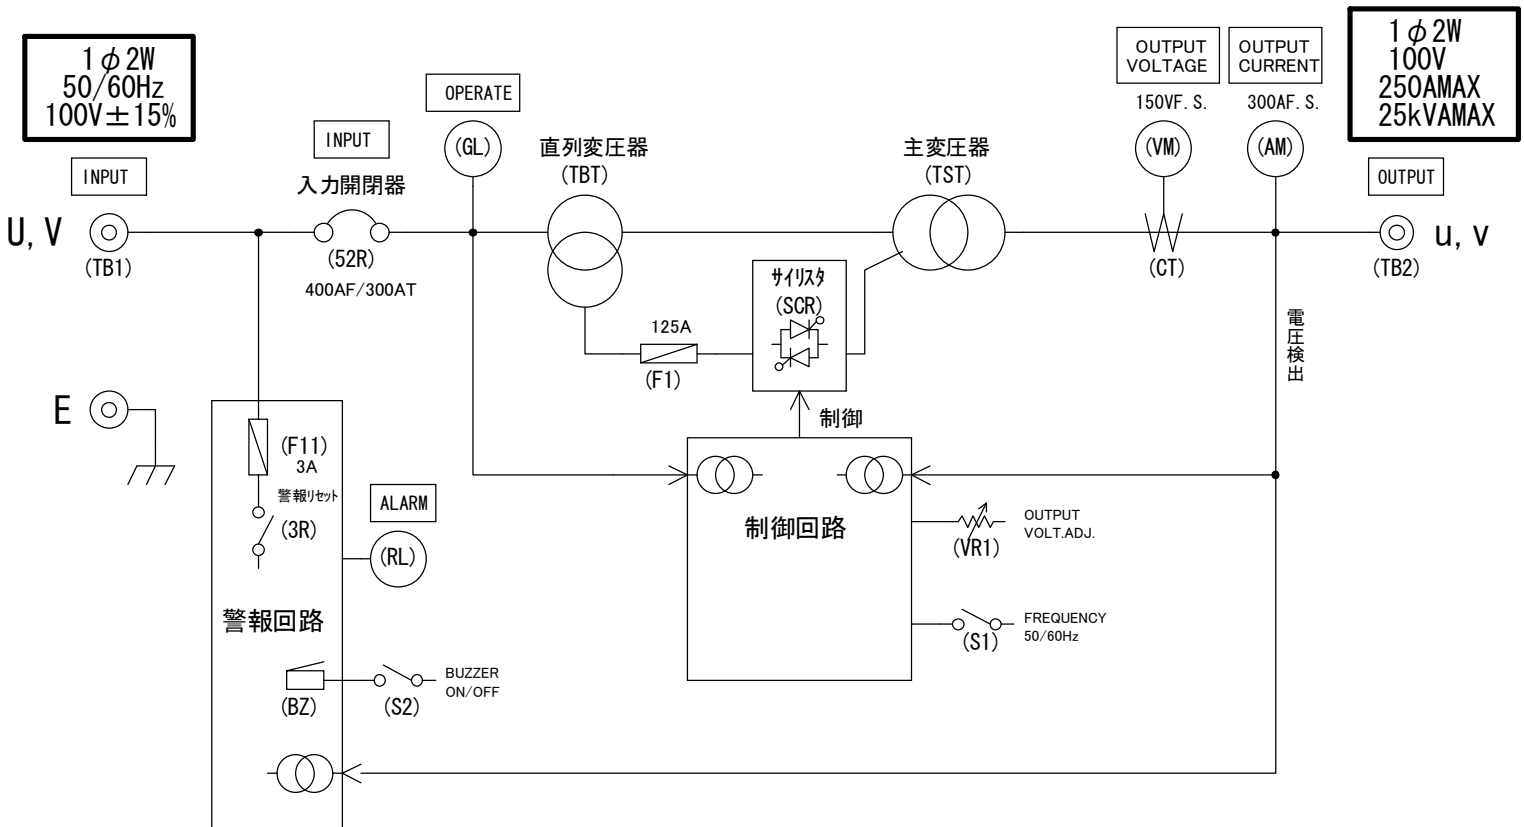 1φ2W
50/60Hz
100V±15%
INPUT
U, V
(TB1)
E
INPUT
入力開閉器
(52R)
400AF/300AT
OPERATE
(GL)
直列変圧器
(TBT)
125A
(F1)
サイリスタ
(SCR)
制御
主変圧器
(TST)
OUTPUT
VOLTAGE
150VF. S.
(VM)
(CT)
OUTPUT
CURRENT
300AF. S.
(AM)
1φ2W
100V
250AMAX
25kVAMAX
OUTPUT
u, v
(TB2)
電圧検出
(F11)
3A
警報リセット
(3R)
ALARM
(RL)
警報回路
(BZ)
(S2)
BUZZER
ON/OFF
制御回路
(VR1)
OUTPUT
VOLT.ADJ.
(S1)
FREQUENCY
50/60Hz